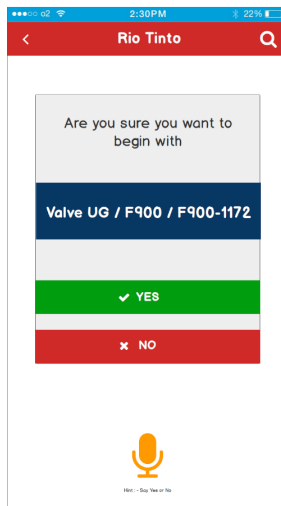 o2 2:30PM 22%
Rio Tinto
Are you sure you want to
begin with
Valve UG / F900 / F900-1172
YES
NO
Hint : - Say Yes or No